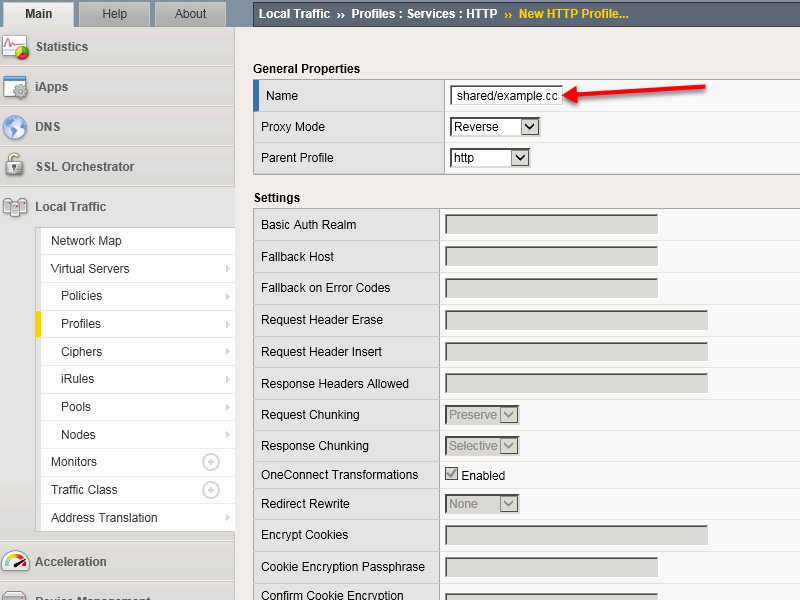 Main Help About
Local Traffic ›› Profiles : Services : HTTP ›› New HTTP Profile...
Statistics
iApps
DNS
SSL Orchestrator
Local Traffic
Network Map
Virtual Servers
Policies
Profiles
Ciphers
iRules
Pools
Nodes
Monitors
Traffic Class
Address Translation
Acceleration
Device Management
General Properties
Name shared/example.cc
Proxy Mode Reverse
Parent Profile http
Settings
Basic Auth Realm
Fallback Host
Fallback on Error Codes
Request Header Erase
Request Header Insert
Response Headers Allowed
Request Chunking Preserve
Response Chunking Selective
OneConnect Transformations Enabled
Redirect Rewrite None
Encrypt Cookies
Cookie Encryption Passphrase
Confirm Cookie Encryption